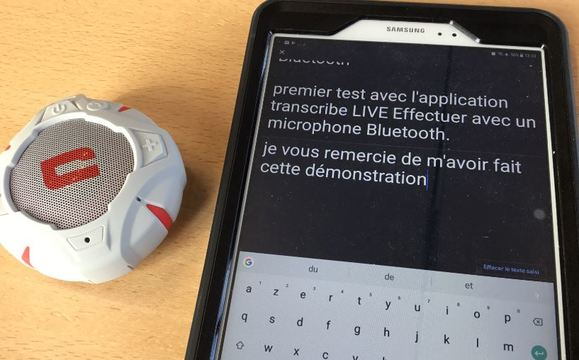 SAMSUNG
Bluetooth
premier test avec l'application
transcribe LIVE Effectuer avec un
microphone Bluetooth.
je vous remercie de m'avoir fait
cette démonstration
Effacer le texte saisi
du de et
a z e r t y u i o p
q s d f g h j k l m
w x c v